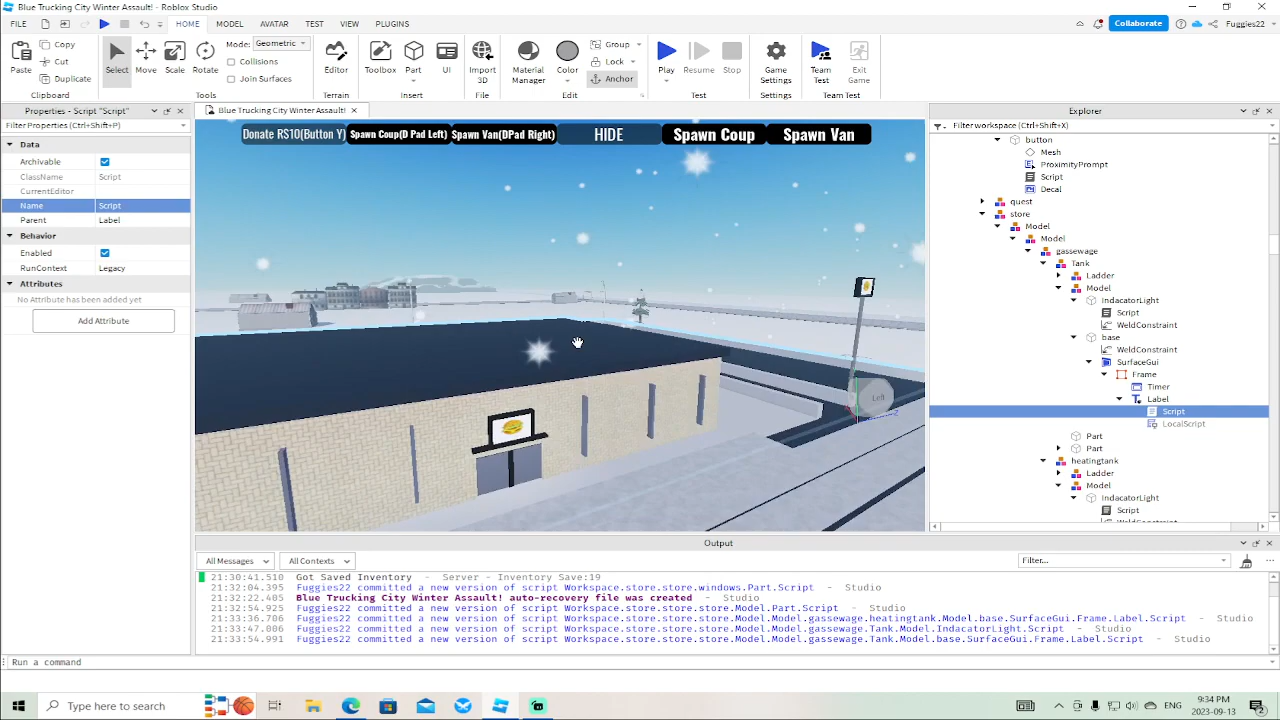 Blue Trucking City Winter Assault! - Roblox Studio
FILE HOME MODEL AVATAR TEST VIEW PLUGINS Collaborate Fuggies22
Paste Copy Cut Duplicate Clipboard
Select Move Scale Rotate Mode: Geometric Collisions Join Surfaces Tools
Editor Terrain
Toolbox Part UI Insert
Import 3D File
Material Manager Color Group Lock Anchor Edit
Play Resume Stop Test
Game Settings Settings
Team Test Exit Game Team Test
Properties - Script "Script"
Filter Properties (Ctrl+Shift+P)
Data
Archivable
ClassName Script
CurrentEditor
Name Script
Parent Label
Behavior
Enabled
RunContext Legacy
Attributes
No Attribute has been added yet
Add Attribute
Blue Trucking City Winter Assault!
Donate RS10(Button Y) Spawn Coup(D Pad Left) Spawn Van(DPad Right) HIDE Spawn Coup Spawn Van
Left
Explorer
Filter workspace (Ctrl+Shift+X)
button
Mesh
ProximityPrompt
Script
Decal
quest
store
Model
Model
gassewage
Tank
Ladder
Model
IndacatorLight
Script
WeldConstraint
base
WeldConstraint
SurfaceGui
Frame
Timer
Label
Script
LocalScript
Part
Part
heatingtank
Ladder
Model
IndacatorLight
Script
WeldConstraint
Output
All Messages All Contexts Filter...
21:30:41.510 Got Saved Inventory - Server - Inventory Save:19
21:32:04.395 Fuggies22 committed a new version of script Workspace.store.store.windows.Part.Script - Studio
21:32:22.405 Blue Trucking City Winter Assault! auto-recovery file was created - Studio
21:32:54.925 Fuggies22 committed a new version of script Workspace.store.store.Model.Part.Script - Studio
21:33:36.706 Fuggies22 committed a new version of script Workspace.store.store.Model.Model.gassewage.heatingtank.Model.base.SurfaceGui.Frame.Label.Script - Studio
21:33:47.006 Fuggies22 committed a new version of script Workspace.store.store.Model.Model.gassewage.Tank.Model.IndacatorLight.Script - Studio
21:33:54.991 Fuggies22 committed a new version of script Workspace.store.store.Model.Model.gassewage.Tank.Model.base.SurfaceGui.Frame.Label.Script - Studio
Run a command
Type here to search
9:34 PM
2023-09-13
2